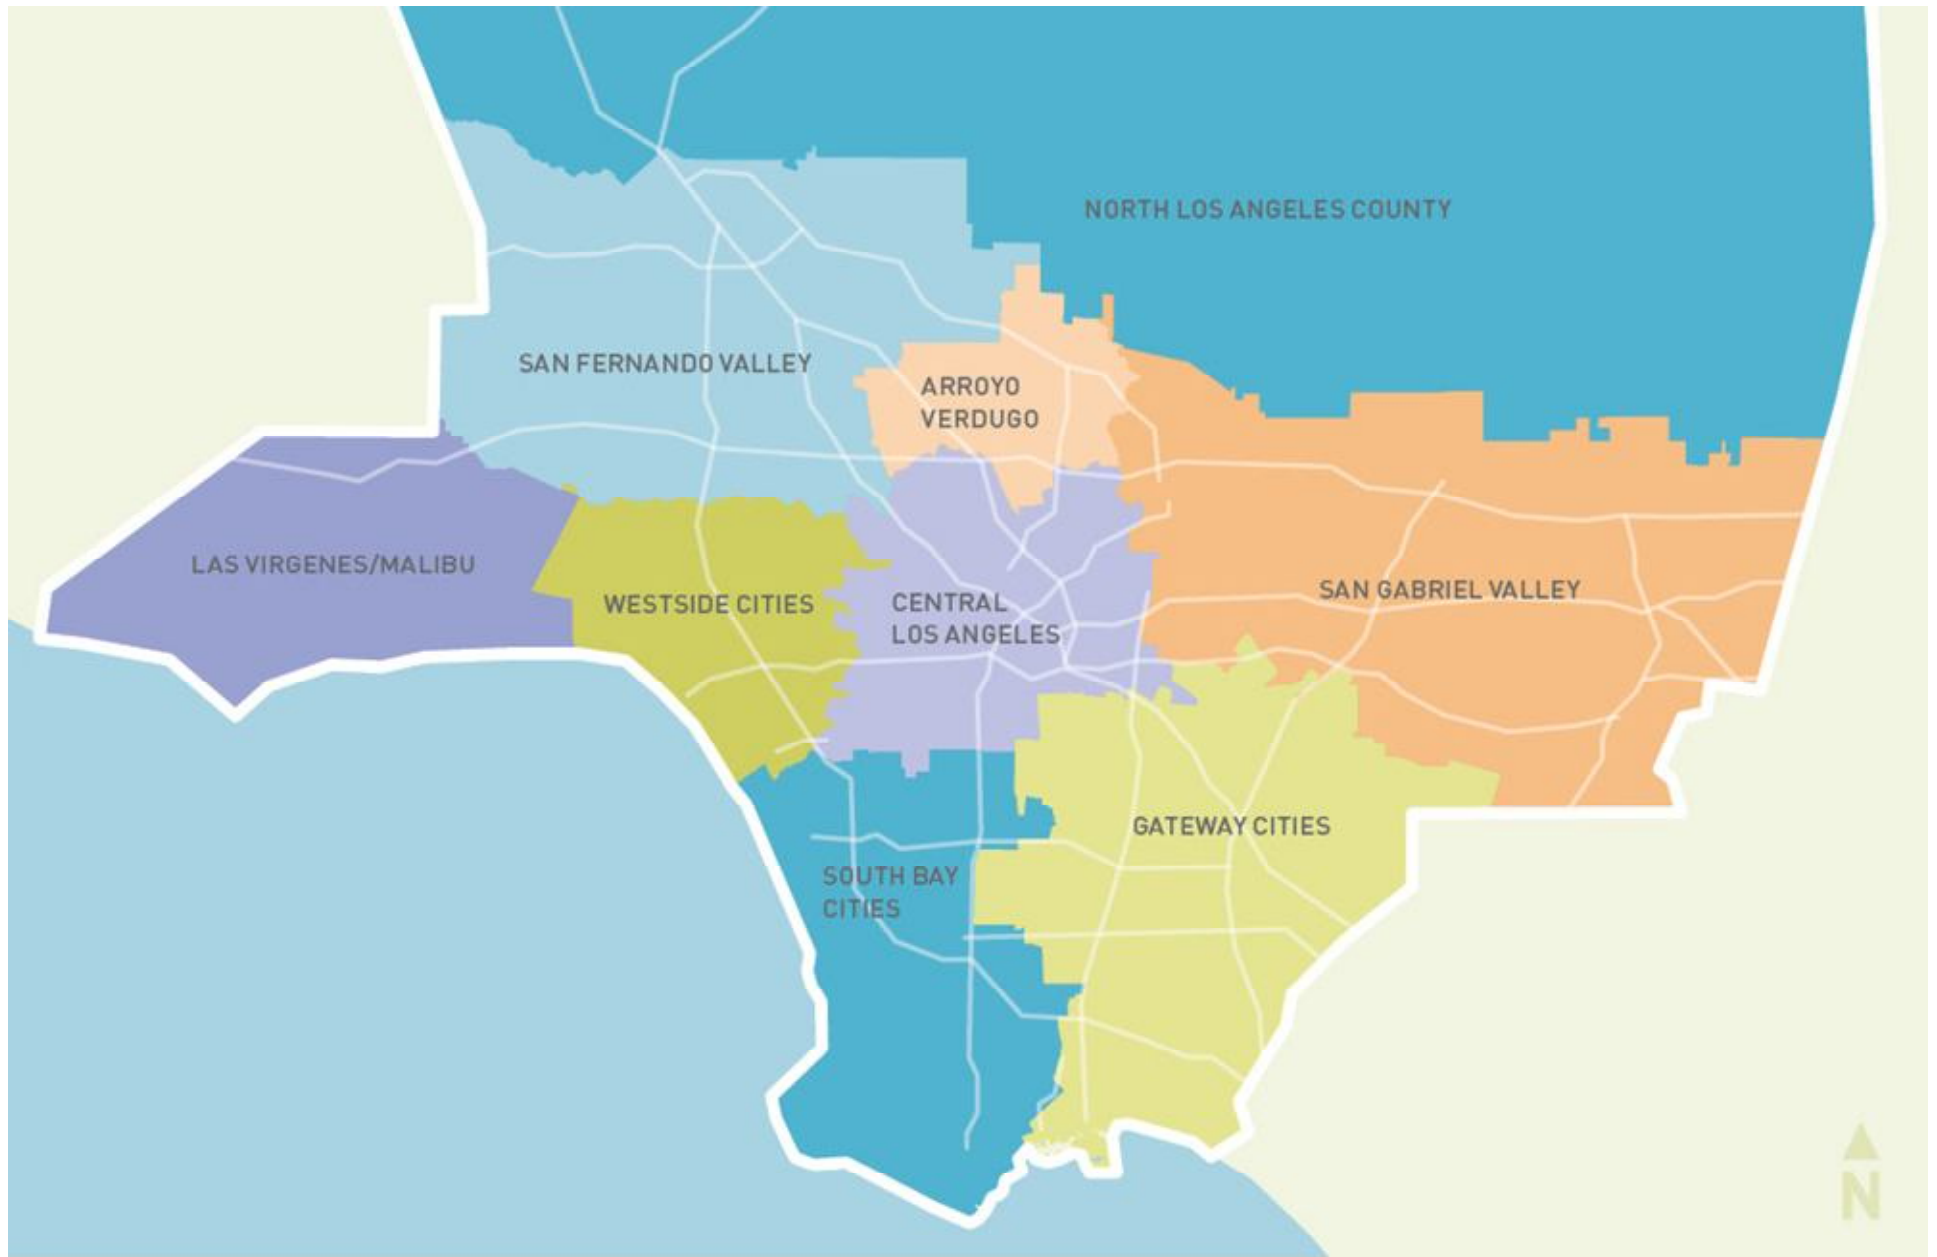 NORTH LOS ANGELES COUNTY
SAN FERNANDO VALLEY
ARROYO
VERDUGO
LAS VIRGENES/MALIBU
WESTSIDE CITIES
CENTRAL
LOS ANGELES
SAN GABRIEL VALLEY
GATEWAY CITIES
SOUTH BAY
CITIES
N